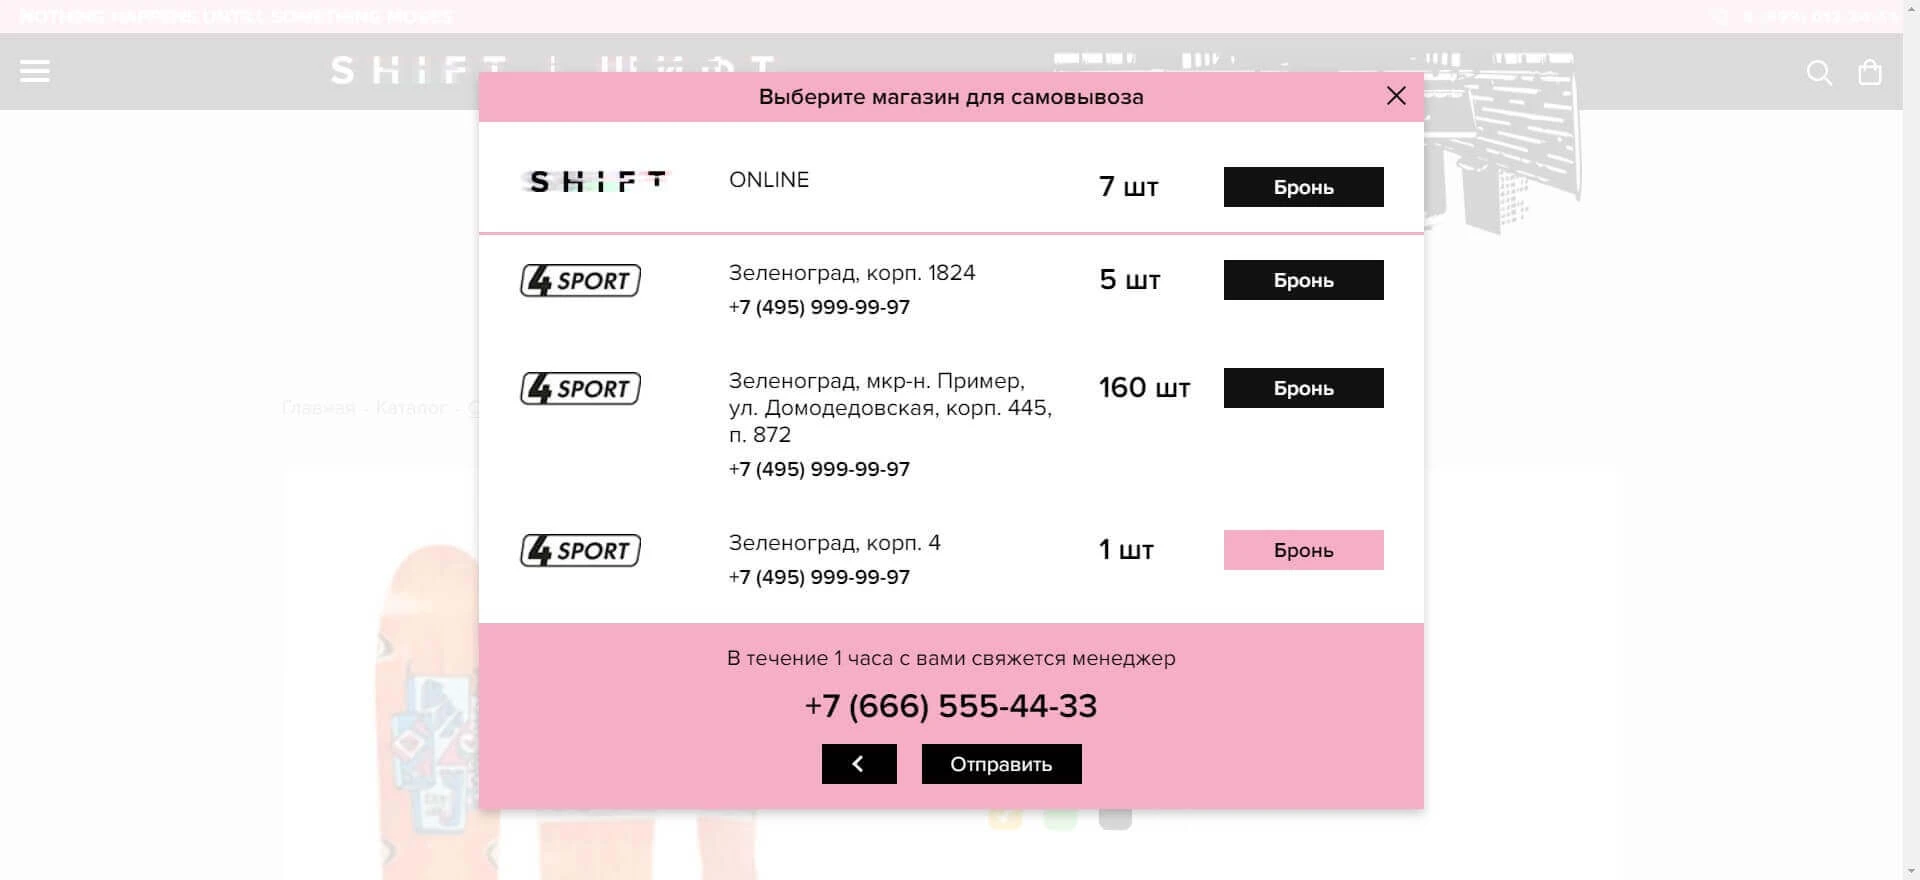 NOTHING HAPPENS UNTILL SOMETHING MOVES
SHIFT | ШИФТ
Выберите магазин для самовывоза
SHIFT
ONLINE
7 шт
Бронь
4 SPORT
Зеленоград, корп. 1824
+7 (495) 999-99-97
5 шт
Бронь
4 SPORT
Зеленоград, мкр-н. Пример,
ул. Домодедовская, корп. 445,
п. 872
+7 (495) 999-99-97
160 шт
Бронь
Главная - Каталог -
4 SPORT
Зеленоград, корп. 4
+7 (495) 999-99-97
1 шт
Бронь
В течение 1 часа с вами свяжется менеджер
+7 (666) 555-44-33
Отправить